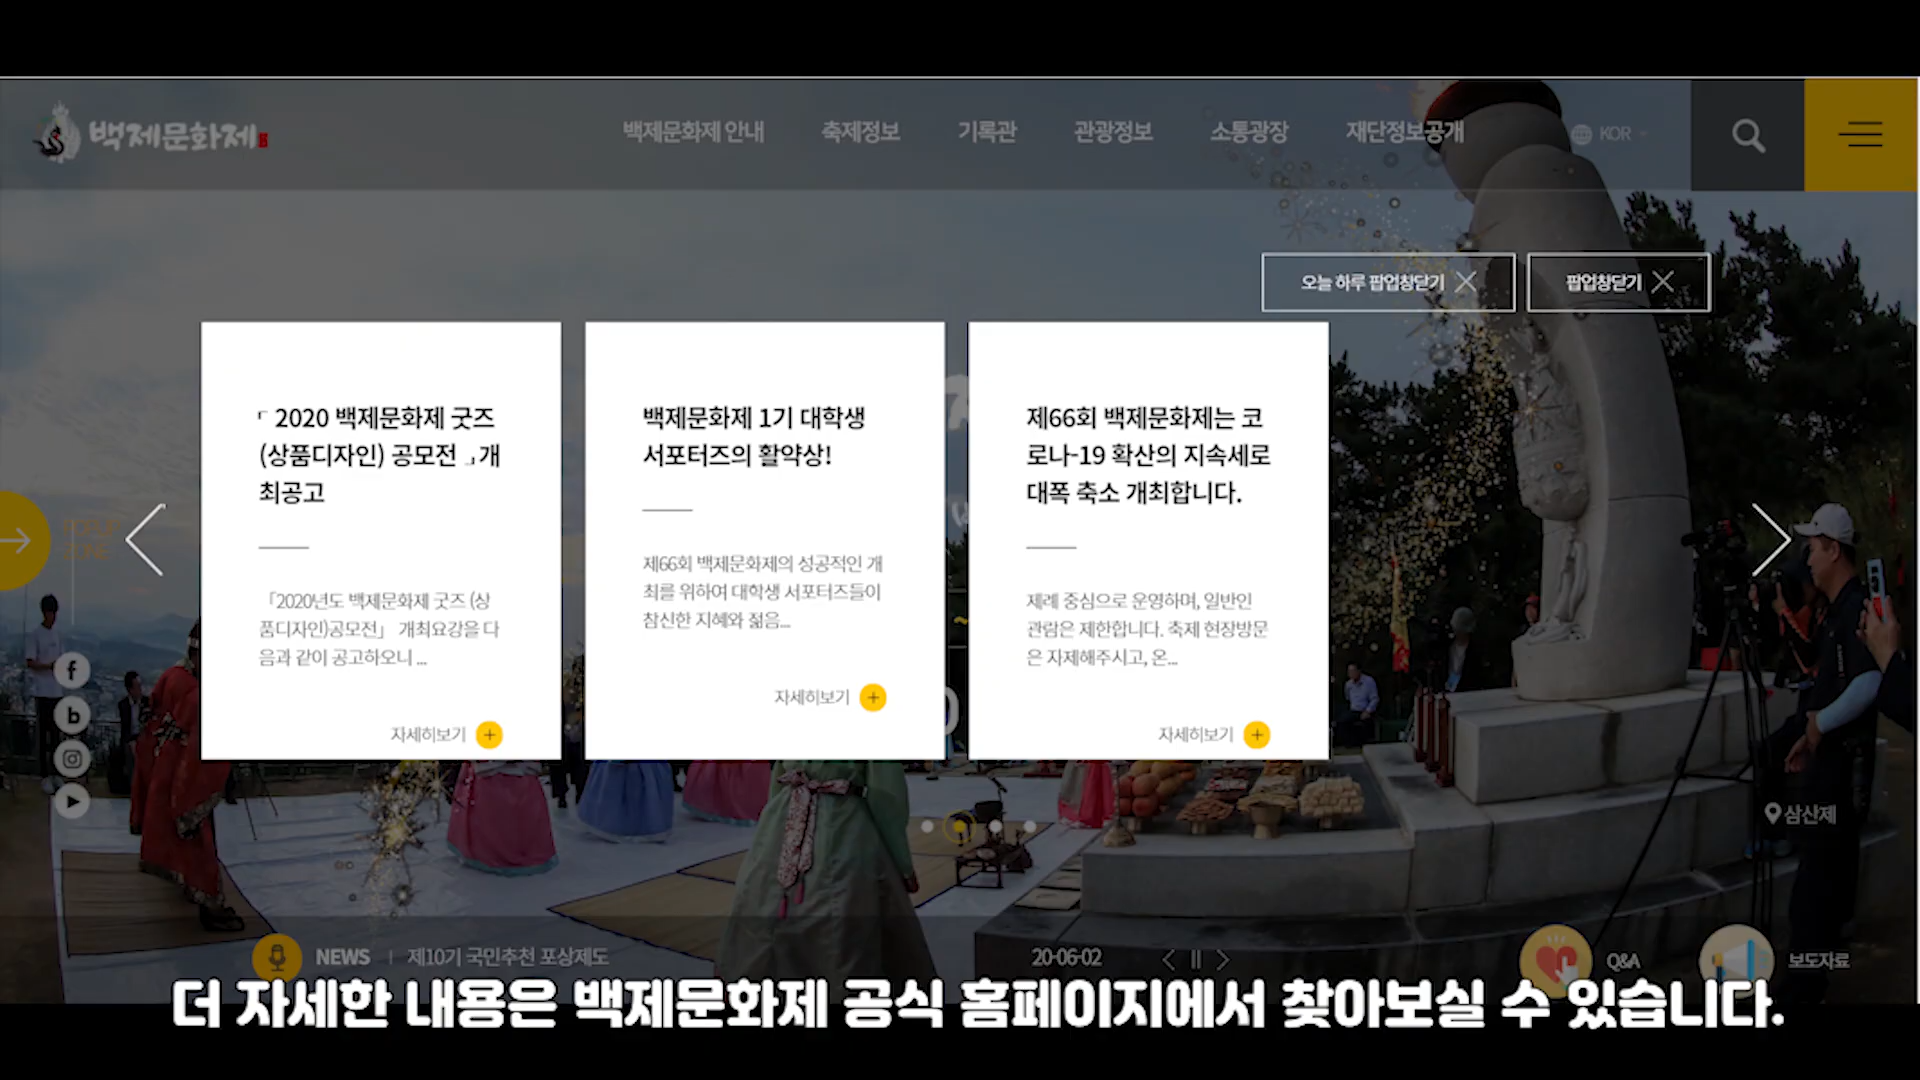 백제문화제
백제문화제 안내 축제정보 기록관 관광정보 소통광장 재단정보공개 KOR
오늘 하루 팝업창닫기 팝업창닫기
「 2020 백제문화제 굿즈
(상품디자인) 공모전 」개
최공고
「2020년도 백제문화제 굿즈 (상
품디자인)공모전」 개최요강을 다
음과 같이 공고하오니 ...
자세히보기
백제문화제 1기 대학생
서포터즈의 활약상!
제66회 백제문화제의 성공적인 개
최를 위하여 대학생 서포터즈들이
참신한 지혜와 젊음...
자세히보기
제66회 백제문화제는 코
로나-19 확산의 지속세로
대폭 축소 개최합니다.
제례 중심으로 운영하며, 일반인
관람은 제한합니다. 축제 현장방문
은 자제해주시고, 온...
자세히보기
삼산제
NEWS 제10기 국민추천 포상제도 20-06-02 Q&A 보도자료
더 자세한 내용은 백제문화제 공식 홈페이지에서 찾아보실 수 있습니다.